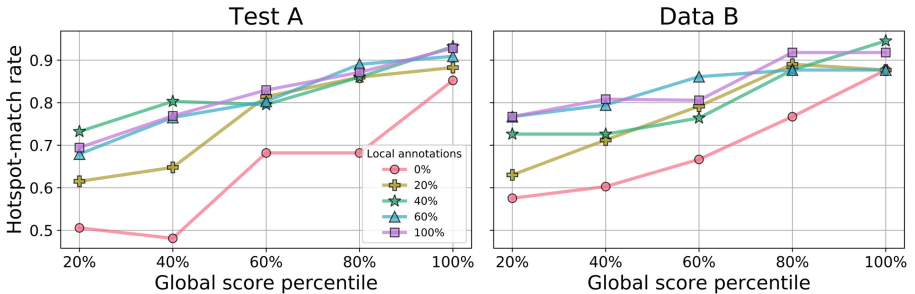 Test A
Data B
Hotspot-match rate
0.9
0.8
0.7
0.6
0.5
Local annotations
0%
20%
40%
60%
100%
20% 40% 60% 80% 100%
20% 40% 60% 80% 100%
Global score percentile
Global score percentile